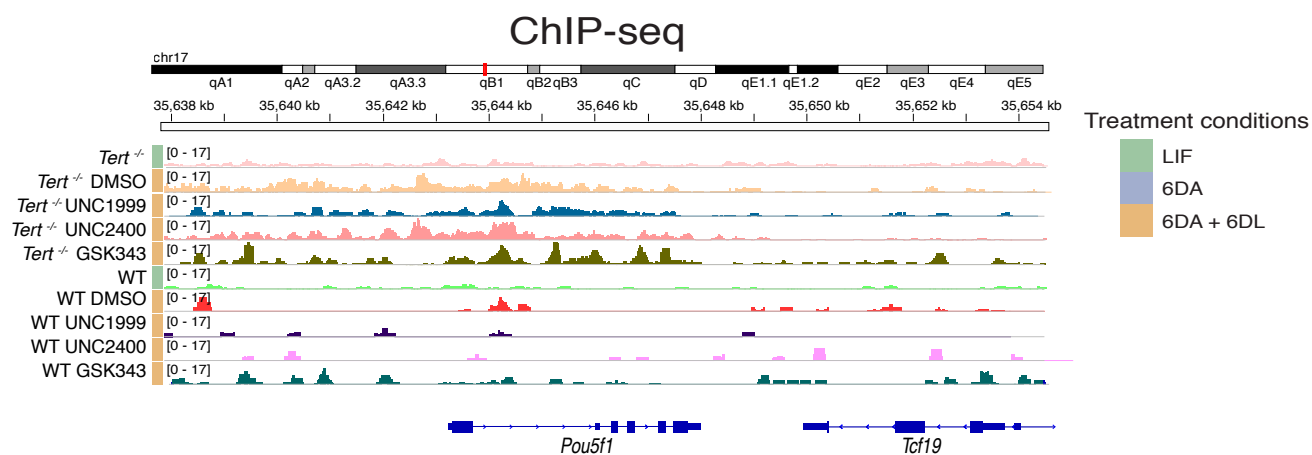 ChIP-seq
chr17
qA1 qA2 qA3.2 qA3.3 qB1 qB2 qB3 qC qD qE1.1 qE1.2 qE2 qE3 qE4 qE5
35,638 kb 35,640 kb 35,642 kb 35,644 kb 35,646 kb 35,648 kb 35,650 kb 35,652 kb 35,654 kb
Tert -/- [0 - 17]
Tert -/- DMSO [0 - 17]
Tert -/- UNC1999 [0 - 17]
Tert -/- UNC2400 [0 - 17]
Tert -/- GSK343 [0 - 17]
WT [0 - 17]
WT DMSO [0 - 17]
WT UNC1999 [0 - 17]
WT UNC2400 [0 - 17]
WT GSK343 [0 - 17]
Pou5f1 Tcf19
Treatment conditions
LIF
6DA
6DA + 6DL